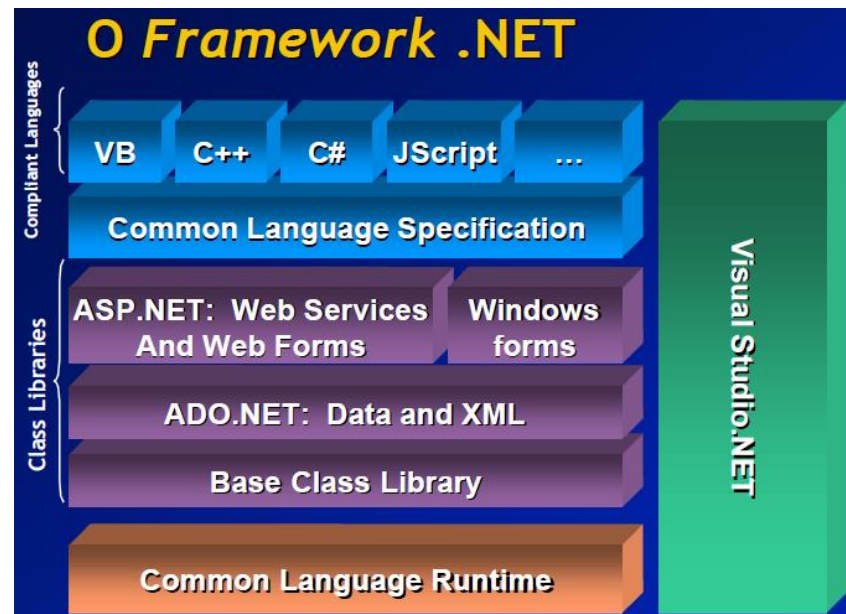 O Framework .NET
Compliant Languages
VB
C++
C#
JScript
...
Common Language Specification
Class Libraries
ASP.NET: Web Services
And Web Forms
Windows
forms
ADO.NET: Data and XML
Base Class Library
Common Language Runtime
Visual Studio.NET